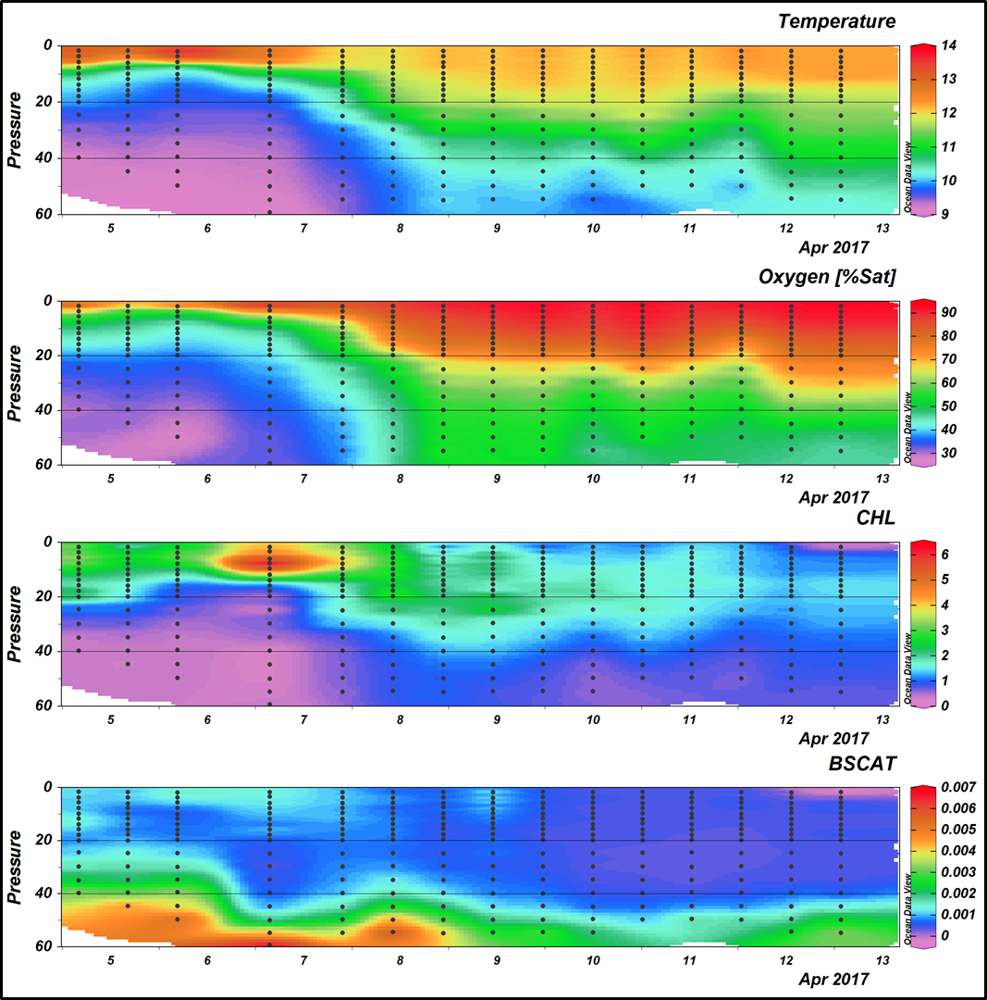 Temperature
0
20
40
60
Pressure
5 6 7 8 9 10 11 12 13
Apr 2017
14
13
12
11
10
9
Ocean Data View
Oxygen [%Sat]
0
20
40
60
Pressure
5 6 7 8 9 10 11 12 13
Apr 2017
90
80
70
60
50
40
30
Ocean Data View
CHL
0
20
40
60
Pressure
5 6 7 8 9 10 11 12 13
Apr 2017
6
5
4
3
2
1
0
Ocean Data View
BSCAT
0
20
40
60
Pressure
5 6 7 8 9 10 11 12 13
Apr 2017
0.007
0.006
0.005
0.004
0.003
0.002
0.001
0
Ocean Data View